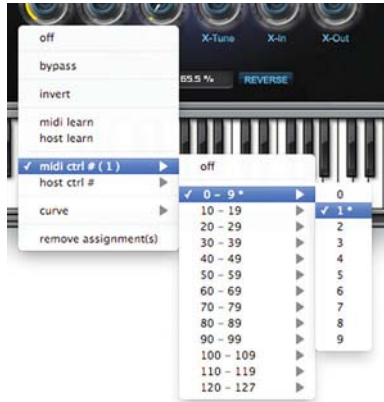 X-Tune X-In X-Out
off
bypass
65.5 % REVERSE
invert
midi learn
host learn
✓ midi ctrl # ( 1 )
host ctrl #
curve
remove assignment(s)
off
✓ 0 - 9 *
10 - 19
20 - 29
30 - 39
40 - 49
50 - 59
60 - 69
70 - 79
80 - 89
90 - 99
100 - 109
110 - 119
120 - 127
0
✓ 1 *
2
3
4
5
6
7
8
9